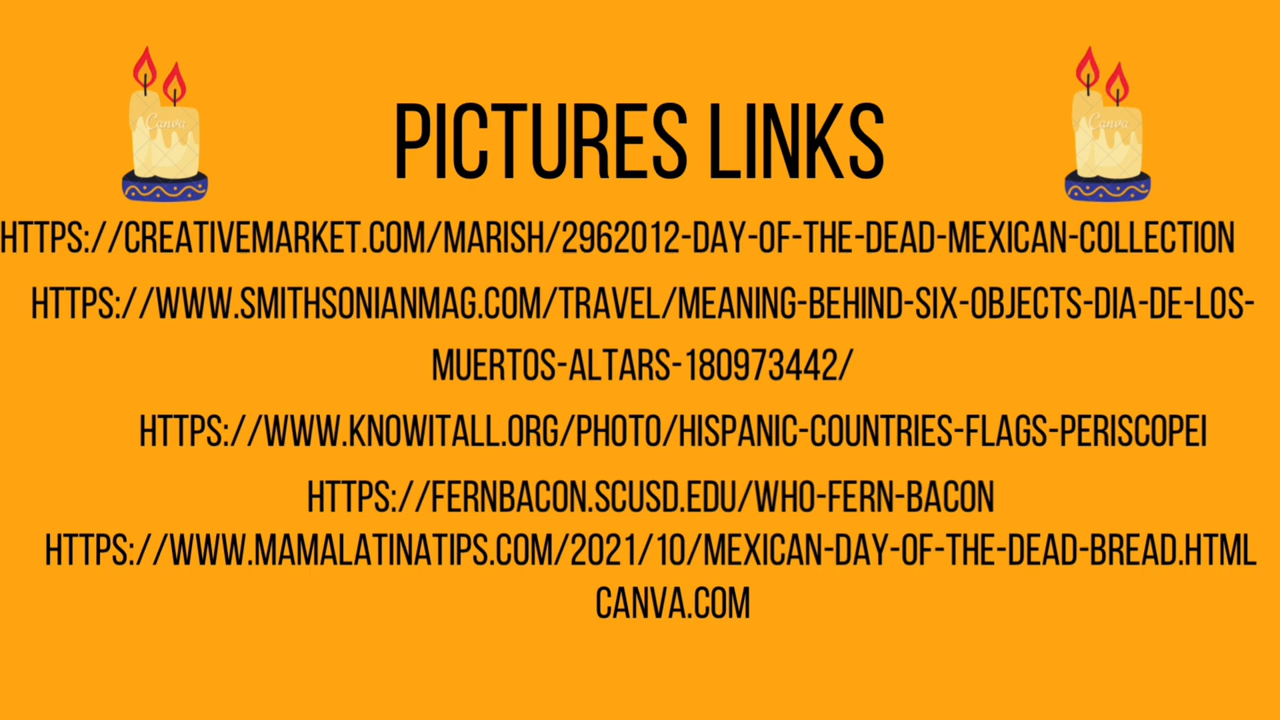 PICTURES LINKS
Canva
Canva
HTTPS://CREATIVEMARKET.COM/MARISH/2962012-DAY-OF-THE-DEAD-MEXICAN-COLLECTION
HTTPS://WWW.SMITHSONIANMAG.COM/TRAVEL/MEANING-BEHIND-SIX-OBJECTS-DIA-DE-LOS-
MUERTOS-ALTARS-180973442/
HTTPS://WWW.KNOWITALL.ORG/PHOTO/HISPANIC-COUNTRIES-FLAGS-PERISCOPEI
HTTPS://FERNBACON.SCUSD.EDU/WHO-FERN-BACON
HTTPS://WWW.MAMALATINATIPS.COM/2021/10/MEXICAN-DAY-OF-THE-DEAD-BREAD.HTML
CANVA.COM